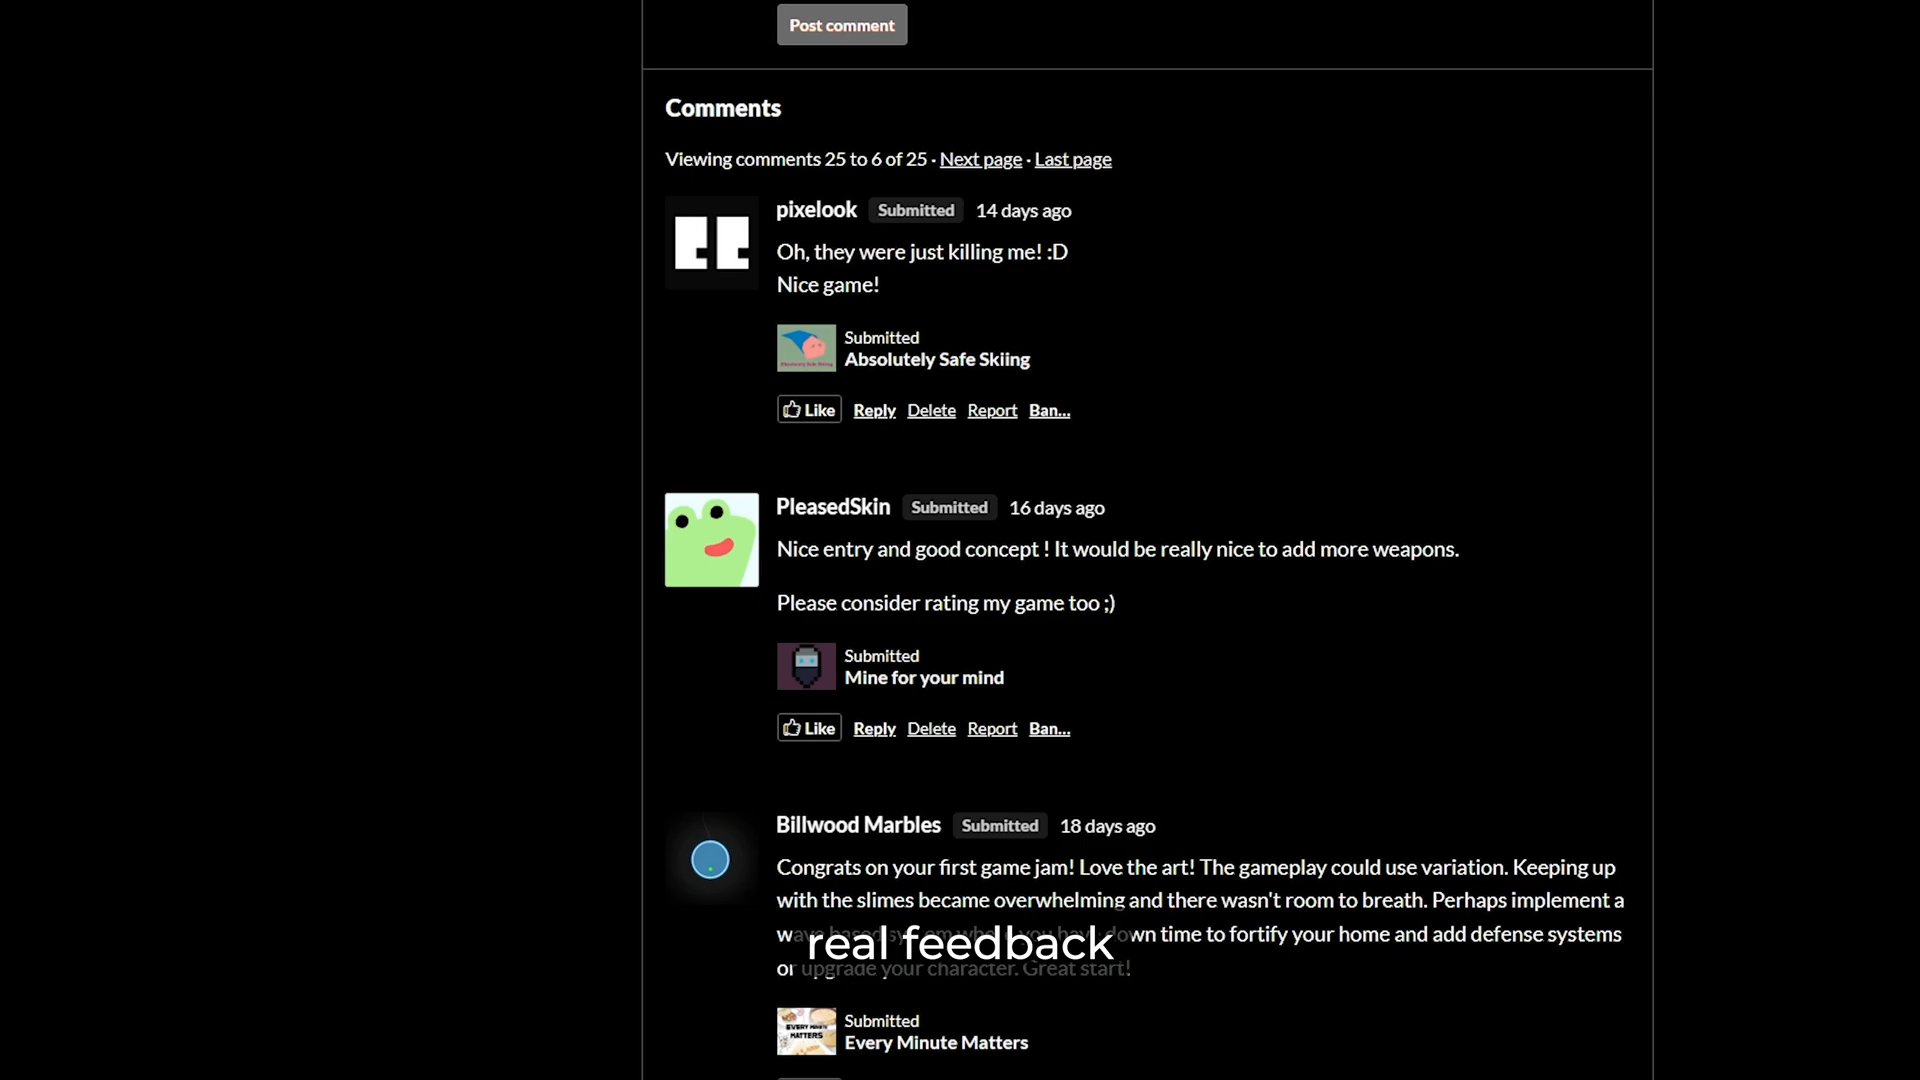 Post comment
Comments
Viewing comments 25 to 6 of 25 · Next page · Last page
pixelook Submitted 14 days ago
Oh, they were just killing me! :D
Nice game!
Submitted
Absolutely Safe Skiing
Like Reply Delete Report Ban...
PleasedSkin Submitted 16 days ago
Nice entry and good concept ! It would be really nice to add more weapons.
Please consider rating my game too ;)
Submitted
Mine for your mind
Like Reply Delete Report Ban...
Billwood Marbles Submitted 18 days ago
Congrats on your first game jam! Love the art! The gameplay could use variation. Keeping up
with the slimes became overwhelming and there wasn't room to breath. Perhaps implement a
time to fortify your home and add defense systems
real feedback
or upgrade your character. Great start!
EVERY MINUTE
MATTERS
Submitted
Every Minute Matters